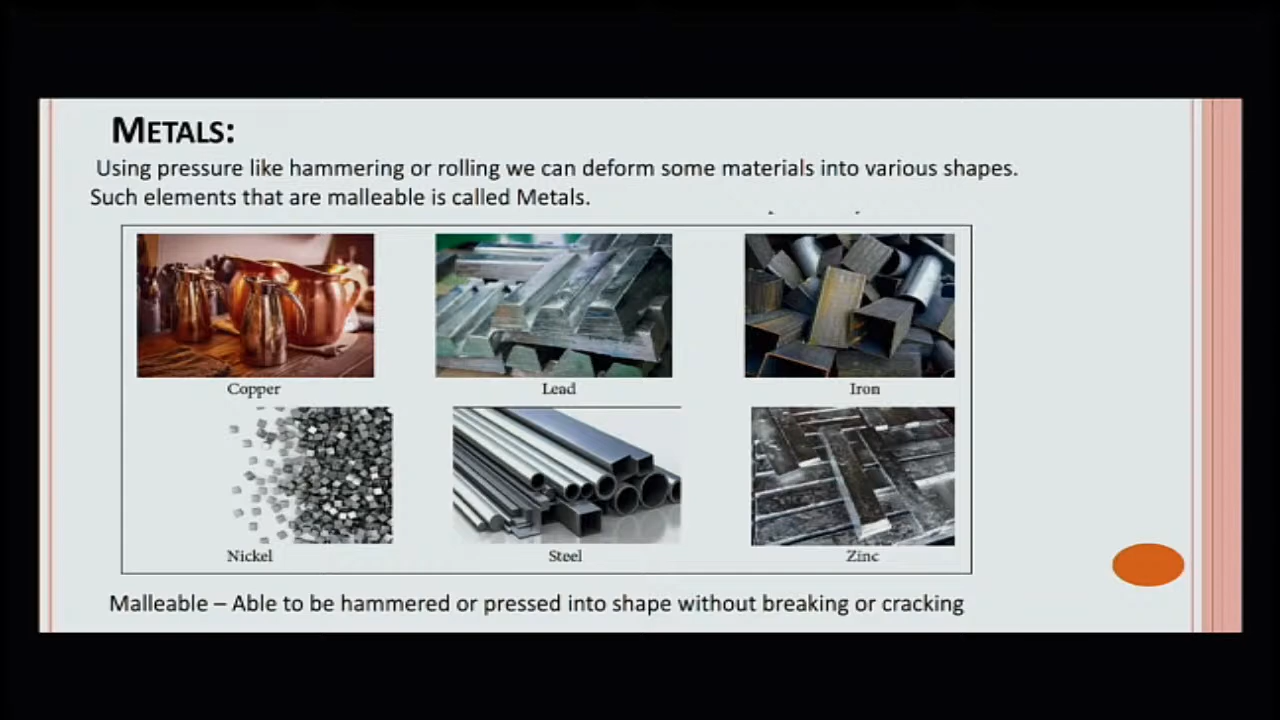 METALS:
Using pressure like hammering or rolling we can deform some materials into various shapes.
Such elements that are malleable is called Metals.
Copper
Lead
Iron
Nickel
Steel
Zinc
Malleable – Able to be hammered or pressed into shape without breaking or cracking